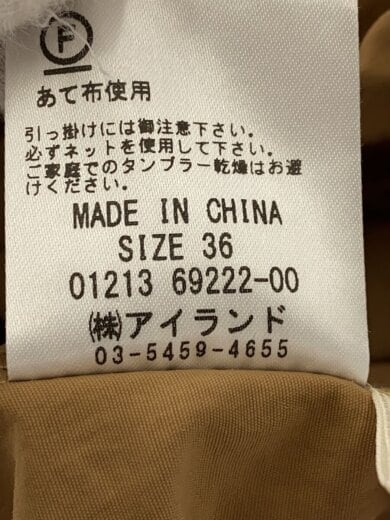 P
あて布使用
引っ掛けには御注意下さい。
必ずネットを使用して下さい。
ご家庭でのタンブラー乾燥はお避
けください。
MADE IN CHINA
SIZE 36
01213 69222-00
㈱アイランド
03-5459-4655